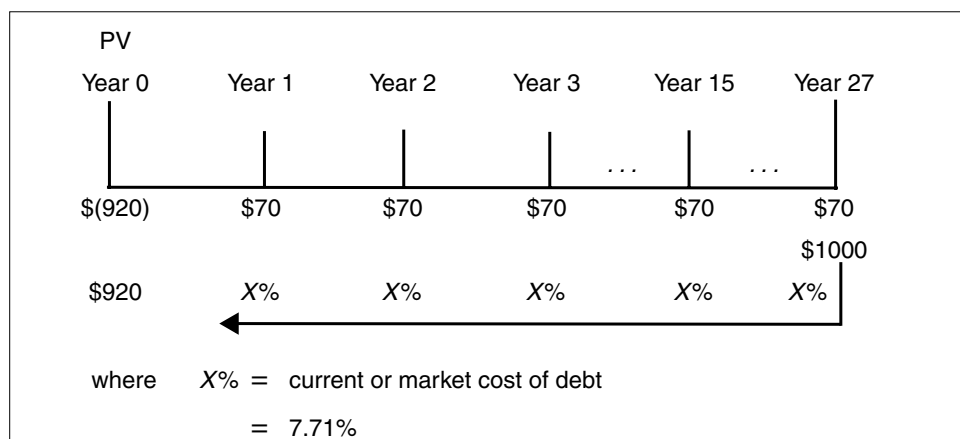 PV
Year 0 Year 1 Year 2 Year 3 Year 15 Year 27
... ...
$(920) $70 $70 $70 $70 $70
$1000
$920 X% X% X% X% X%
where X% = current or market cost of debt
= 7.71%